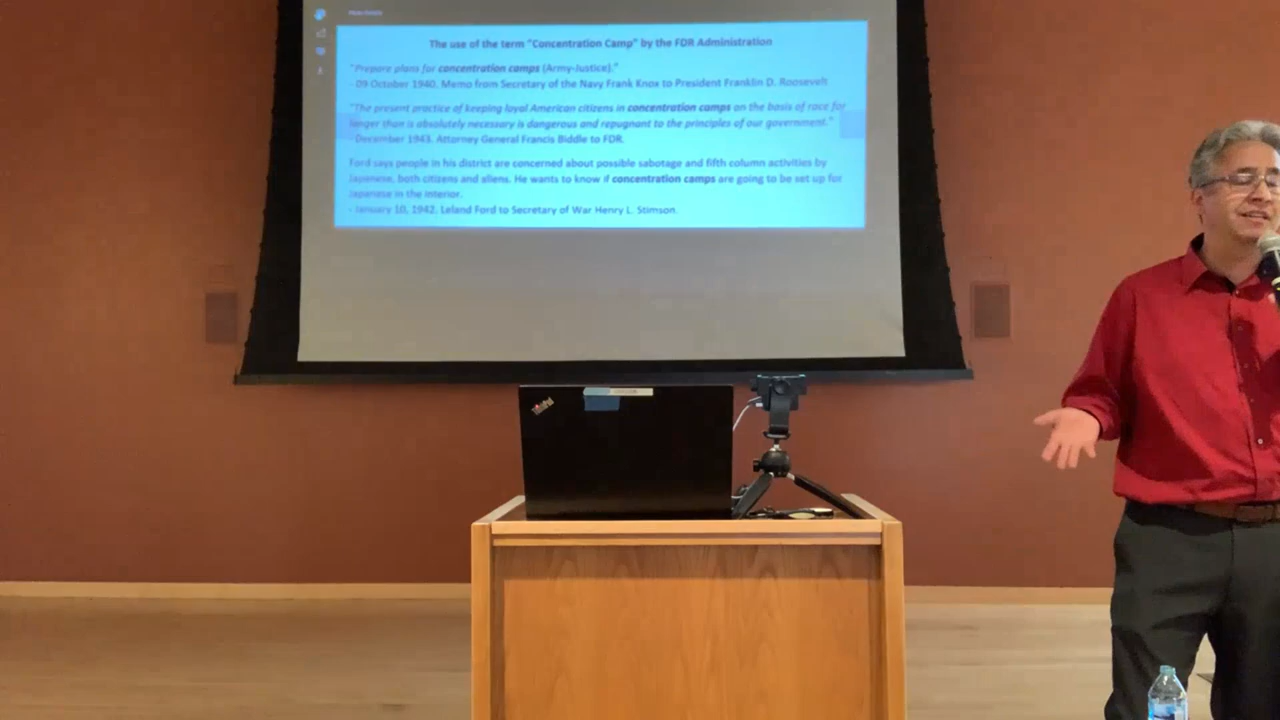 The use of the term "Concentration Camp" by the FDR Administration
"Prepare plans for concentration camps (Army-Justice)."
- 09 October 1940. Memo from Secretary of the Navy Frank Knox to President Franklin D. Roosevelt
"The present practice of keeping loyal American citizens in concentration camps on the basis of race for
longer than is absolutely necessary is dangerous and repugnant to the principles of our government."
- December 1943. Attorney General Francis Biddle to FDR.
Ford says people in his district are concerned about possible sabotage and fifth column activities by
Japanese, both citizens and aliens. He wants to know if concentration camps are going to be set up for
Japanese in the interior.
- January 10, 1942. Leland Ford to Secretary of War Henry L. Stimson.